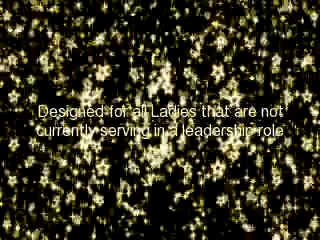 Designed for all Ladies that are not
currently serving in a leadership role